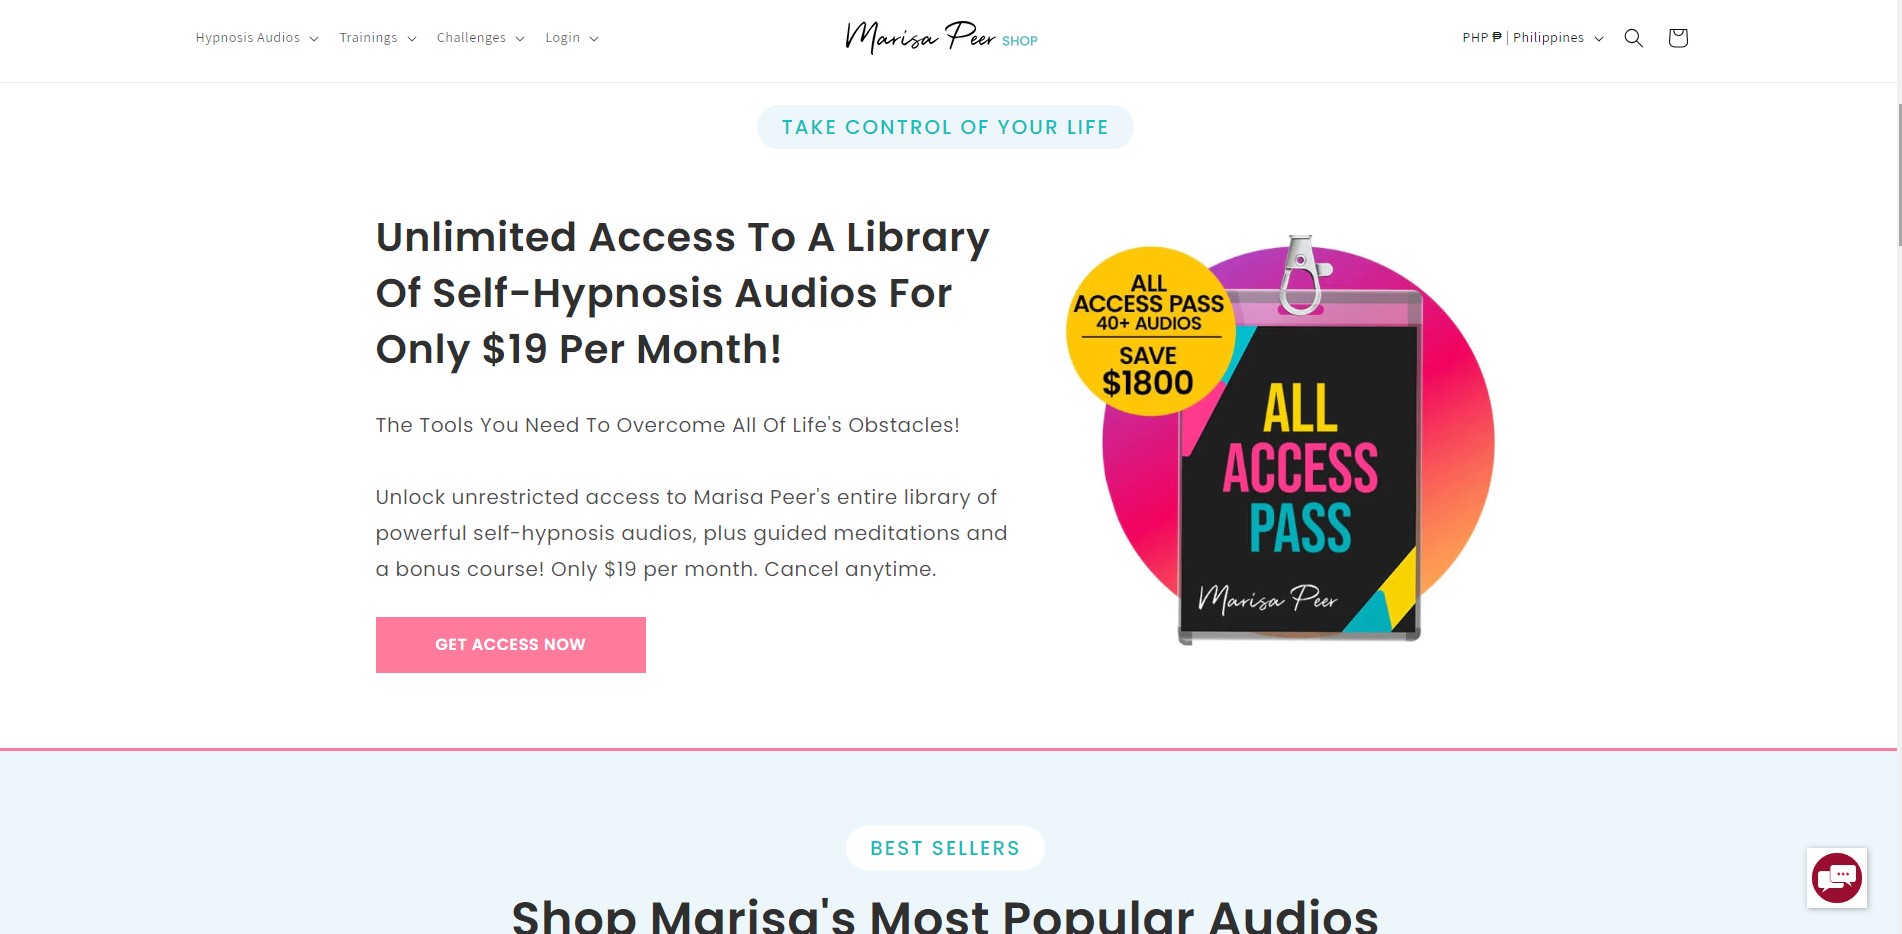 Hypnosis Audios
Trainings
Challenges
Login
Marisa Peer SHOP
PHP ₱ | Philippines
TAKE CONTROL OF YOUR LIFE
Unlimited Access To A Library
Of Self-Hypnosis Audios For
Only $19 Per Month!
The Tools You Need To Overcome All Of Life's Obstacles!
Unlock unrestricted access to Marisa Peer's entire library of
powerful self-hypnosis audios, plus guided meditations and
a bonus course! Only $19 per month. Cancel anytime.
GET ACCESS NOW
ALL
ACCESS PASS
40+ AUDIOS
SAVE
$1800
ALL
ACCESS
PASS
Marisa Peer
BEST SELLERS
Shop Marisa's Most Popular Audios